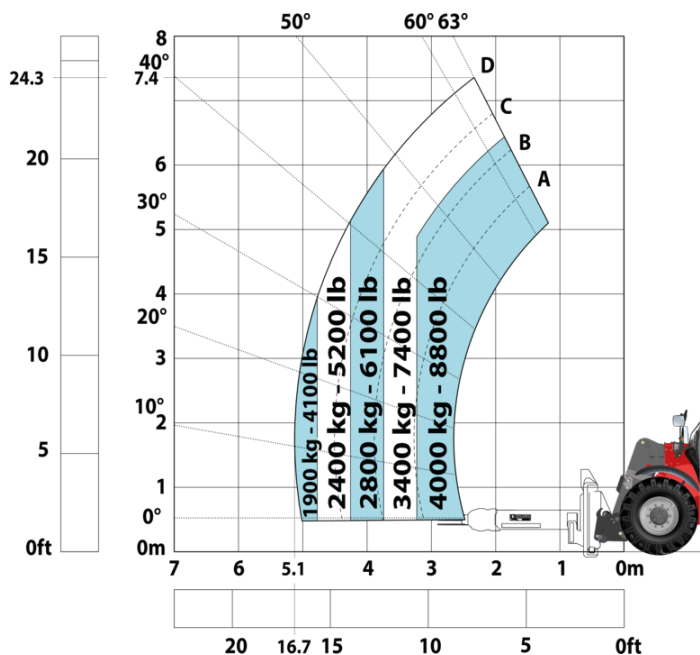 50°
60° 63°
8
40°
24.3
7.4
D
C
B
A
7
20
6
30°
15
5
4
20°
10
3
10°
2
5
1
0°
0ft
0m
1900 kg - 4100 lb
2400 kg - 5200 lb
2800 kg - 6100 lb
3400 kg - 7400 lb
4000 kg - 8800 lb
7 6 5.1 4 3 2 1 0m
20 16.7 15 10 5 0ft